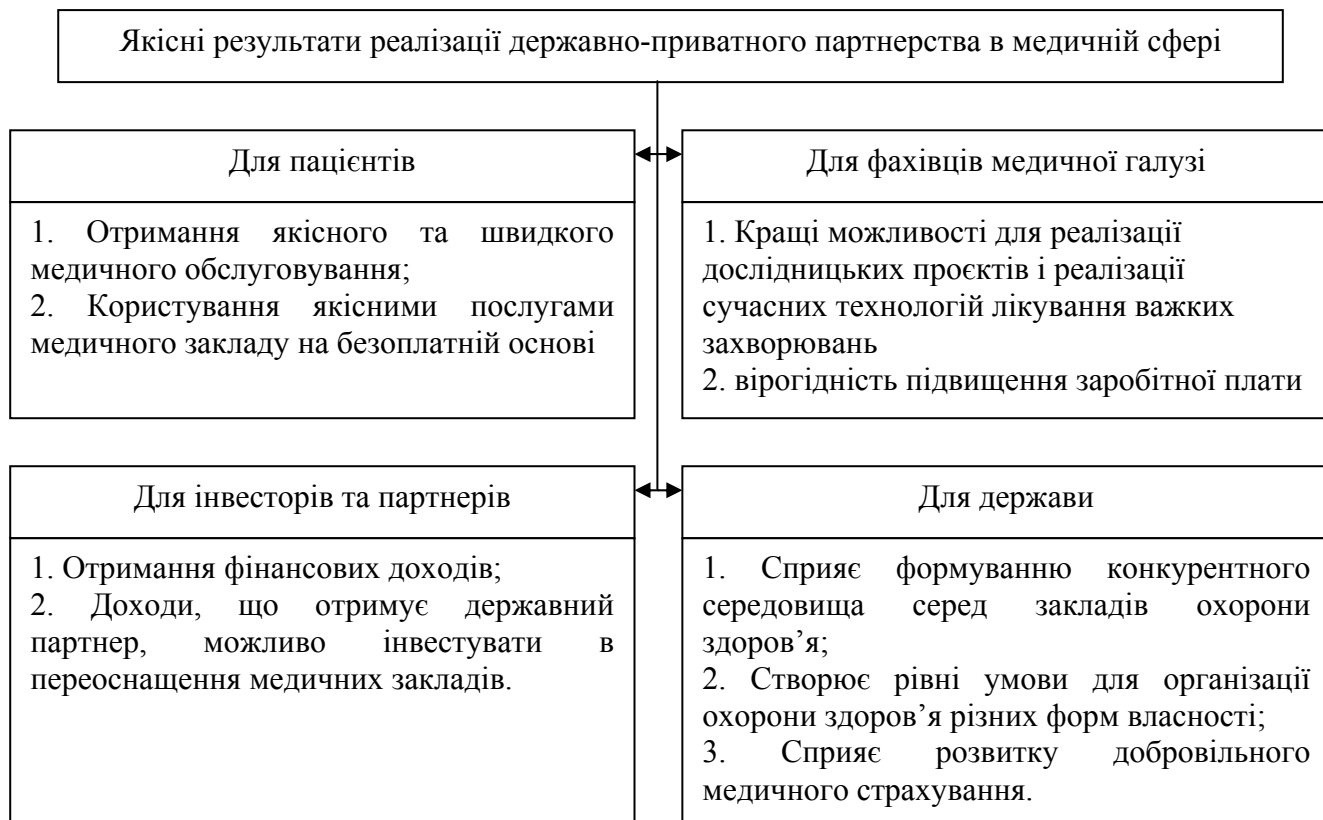 Якісні результати реалізації державно-приватного партнерства в медичній сфері
Для пацієнтів
1. Отримання якісного та швидкого
медичного обслуговування;
2. Користування якісними послугами
медичного закладу на безоплатній основі
Для фахівців медичної галузі
1. Кращі можливості для реалізації
дослідницьких проєктів і реалізації
сучасних технологій лікування важких
захворювань
2. вірогідність підвищення заробітної плати
Для інвесторів та партнерів
1. Отримання фінансових доходів;
2. Доходи, що отримує державний
партнер, можливо інвестувати в
переоснащення медичних закладів.
Для держави
1. Сприяє формуванню конкурентного
середовища серед закладів охорони
здоров’я;
2. Створює рівні умови для організації
охорони здоров’я різних форм власності;
3. Сприяє розвитку добровільного
медичного страхування.